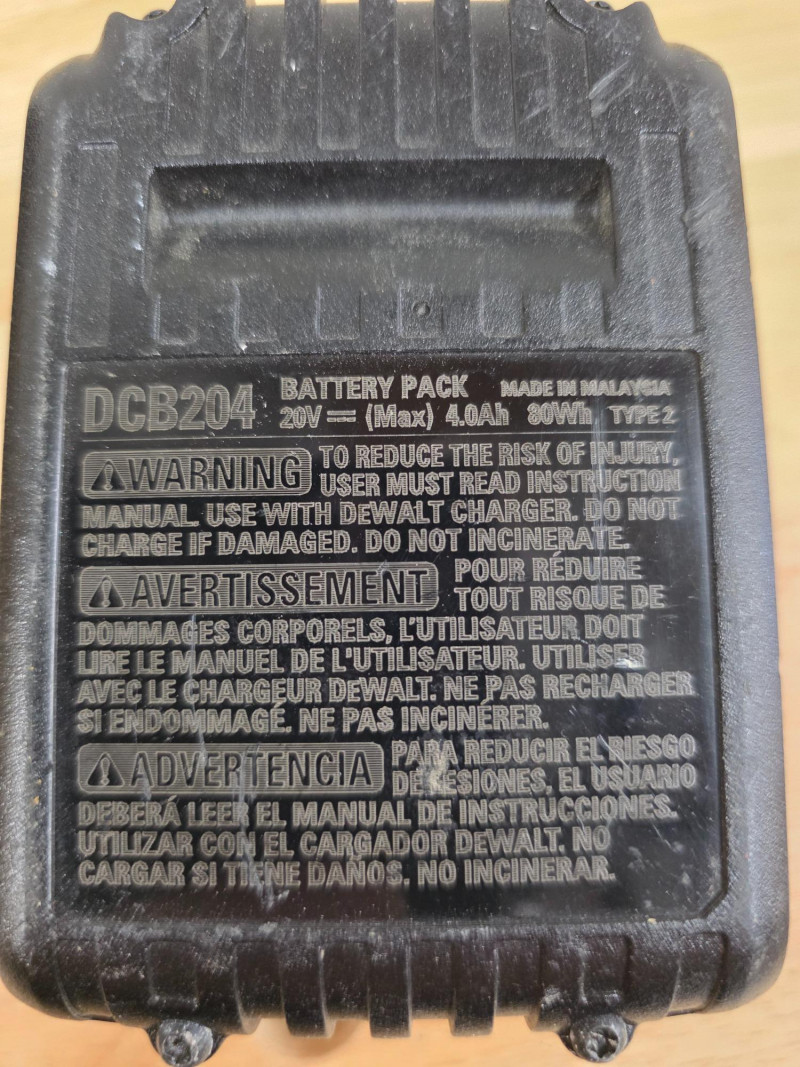 DCB204 BATTERY PACK MADE IN MALAYSIA
20V ⎓ (Max) 4.0Ah 80Wh TYPE 2
⚠WARNING TO REDUCE THE RISK OF INJURY,
USER MUST READ INSTRUCTION
MANUAL. USE WITH DEWALT CHARGER. DO NOT
CHARGE IF DAMAGED. DO NOT INCINERATE.
⚠AVERTISSEMENT POUR RÉDUIRE
TOUT RISQUE DE
DOMMAGES CORPORELS, L'UTILISATEUR DOIT
LIRE LE MANUEL DE L'UTILISATEUR. UTILISER
AVEC LE CHARGEUR DEWALT. NE PAS RECHARGER
SI ENDOMMAGÉ. NE PAS INCINÉRER.
⚠ADVERTENCIA PARA REDUCIR EL RIESGO
DE LESIONES, EL USUARIO
DEBERÁ LEER EL MANUAL DE INSTRUCCIONES.
UTILIZAR CON EL CARGADOR DEWALT. NO
CARGAR SI TIENE DAÑOS. NO INCINERAR.